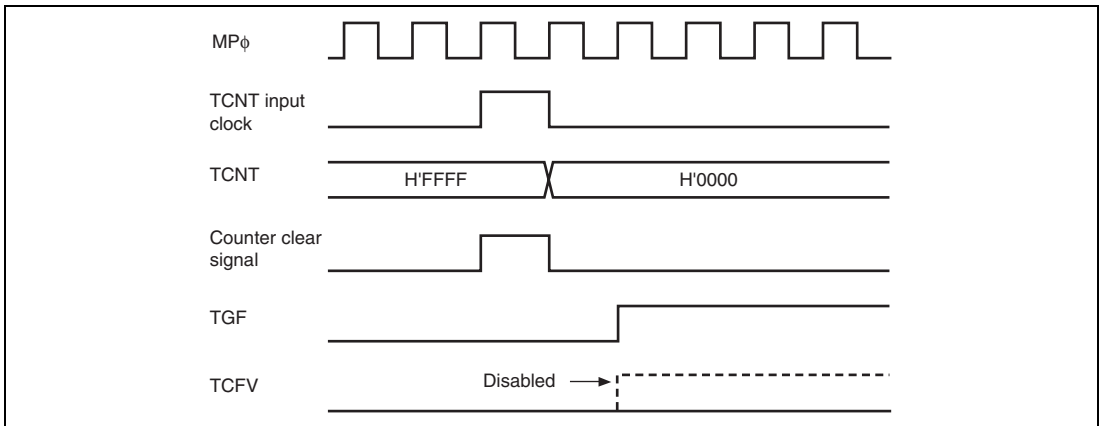 MPφ
TCNT input
clock
TCNT
H'FFFF
H'0000
Counter clear
signal
TGF
TCFV
Disabled